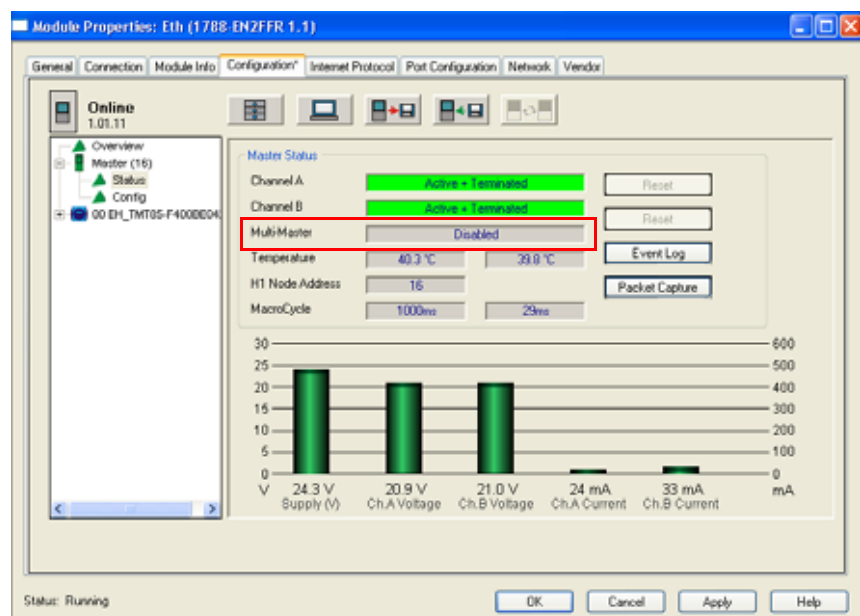 Module Properties: Eth (1788-EN2FFR 1.1)
General Connection Module Info Configuration* Internet Protocol Port Configuration Network Vendor
Online
1.01.11
Overview
Master (16)
Status
Config
00 EH_TMT85-F400BE04
Master Status
Channel A Active + Terminated Reset
Channel B Active + Terminated Reset
Multi-Master Disabled
Temperature 40.3 °C 39.8 °C Event Log
H1 Node Address 16 Packet Capture
MacroCycle 1000ms 29ms
30 600
25 500
20 400
15 300
10 200
5 100
0 0
V 24.3 V 20.9 V 21.0 V 24 mA 33 mA mA
Supply (V) Ch.A Voltage Ch.B Voltage Ch.A Current Ch.B Current
Status: Running
OK Cancel Apply Help